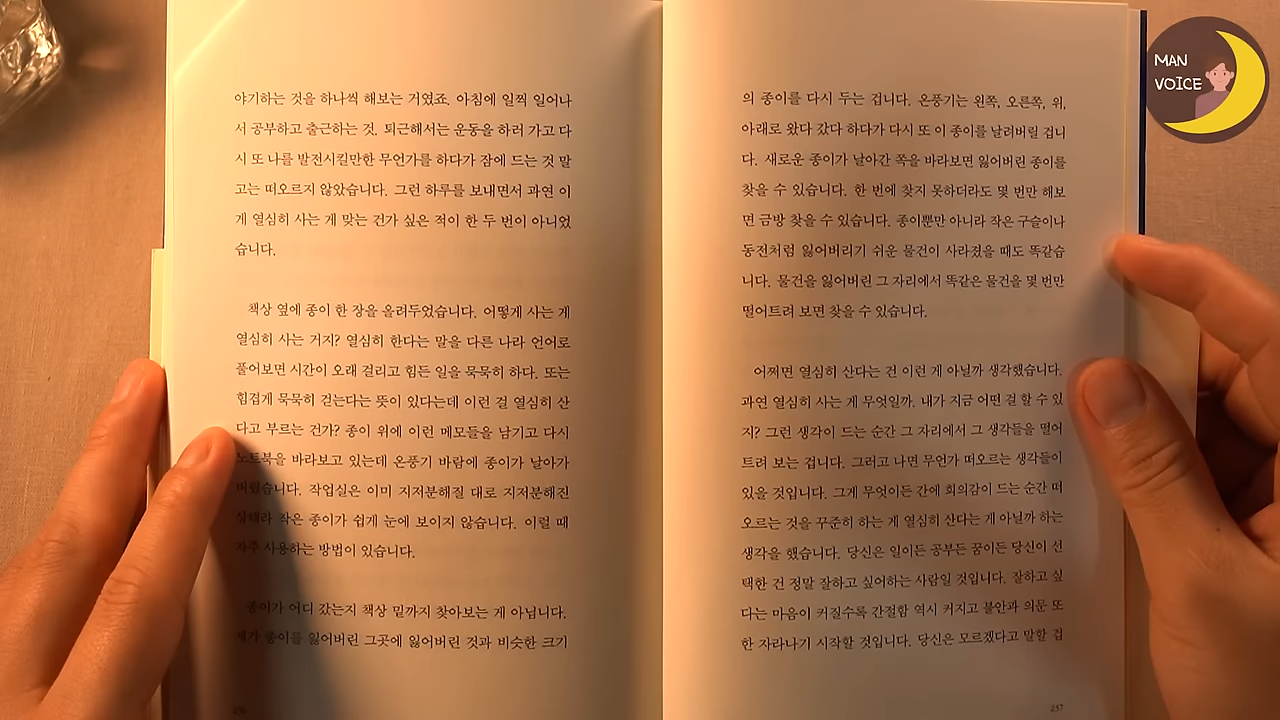 야기하는 것을 하나씩 해보는 거였죠. 아침에 일찍 일어나
서 공부하고 출근하는 것. 퇴근해서는 운동을 하러 가고 다
시 또 나를 발전시킬만한 무언가를 하다가 잠에 드는 것 말
고는 떠오르지 않았습니다. 그런 하루를 보내면서 과연 이
게 열심히 사는 게 맞는 건가 싶은 적이 한 두 번이 아니었
습니다.
책상 옆에 종이 한 장을 올려두었습니다. 어떻게 사는 게
열심히 사는 거지? 열심히 한다는 말을 다른 나라 언어로
풀어보면 시간이 오래 걸리고 힘든 일을 묵묵히 하다. 또는
힘겹게 묵묵히 걷는다는 뜻이 있다는데 이런 걸 열심히 산
다고 부르는 건가? 종이 위에 이런 메모들을 남기고 다시
노트북을 바라보고 있는데 온풍기 바람에 종이가 날아가
버렸습니다. 작업실은 이미 지저분해질 대로 지저분해진
상태라 작은 종이가 쉽게 눈에 보이지 않습니다. 이럴 때
자주 사용하는 방법이 있습니다.
종이가 어디 갔는지 책상 밑까지 찾아보는 게 아닙니다.
제가 종이를 잃어버린 그곳에 잃어버린 것과 비슷한 크기
236
의 종이를 다시 두는 겁니다. 온풍기는 왼쪽, 오른쪽, 위,
아래로 왔다 갔다 하다가 다시 또 이 종이를 날려버릴 겁니
다. 새로운 종이가 날아간 쪽을 바라보면 잃어버린 종이를
찾을 수 있습니다. 한 번에 찾지 못하더라도 몇 번만 해보
면 금방 찾을 수 있습니다. 종이뿐만 아니라 작은 구슬이나
동전처럼 잃어버리기 쉬운 물건이 사라졌을 때도 똑같습
니다. 물건을 잃어버린 그 자리에서 똑같은 물건을 몇 번만
떨어트려 보면 찾을 수 있습니다.
어쩌면 열심히 산다는 건 이런 게 아닐까 생각했습니다.
과연 열심히 사는 게 무엇일까. 내가 지금 어떤 걸 할 수 있
지? 그런 생각이 드는 순간 그 자리에서 그 생각들을 떨어
트려 보는 겁니다. 그러고 나면 무언가 떠오르는 생각들이
있을 것입니다. 그게 무엇이든 간에 회의감이 드는 순간 떠
오르는 것을 꾸준히 하는 게 열심히 산다는 게 아닐까 하는
생각을 했습니다. 당신은 일이든 공부든 꿈이든 당신이 선
택한 건 정말 잘하고 싶어하는 사람일 것입니다. 잘하고 싶
다는 마음이 커질수록 간절함 역시 커지고 불안과 의문 또
한 자라나기 시작할 것입니다. 당신은 모르겠다고 말할 겁
237
MAN
VOICE